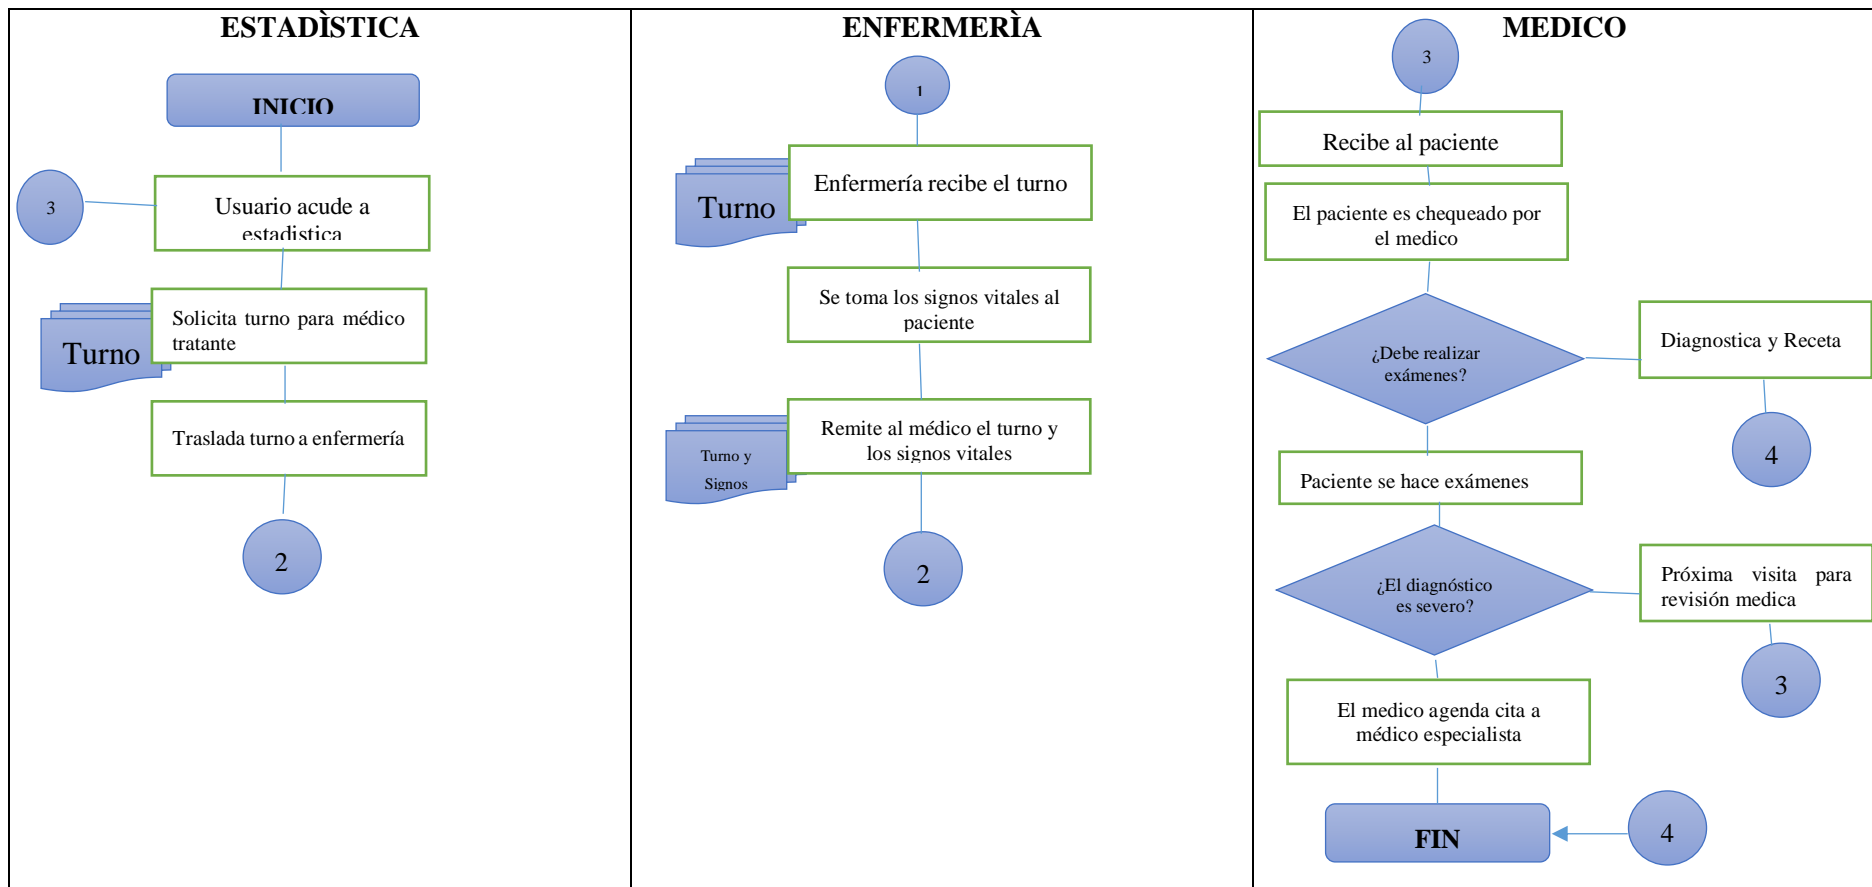 ESTADÌSTICA
INICIO
3
Usuario acude a
estadistica
Turno
Solicita turno para médico
tratante
Traslada turno a enfermería
2
ENFERMERÌA
1
Turno
Enfermería recibe el turno
Se toma los signos vitales al
paciente
Turno y
Signos
Remite al médico el turno y
los signos vitales
2
MEDICO
3
Recibe al paciente
El paciente es chequeado por
el medico
¿Debe realizar
exámenes?
Diagnostica y Receta
4
Paciente se hace exámenes
¿El diagnóstico
es severo?
Próxima visita para
revisión medica
3
El medico agenda cita a
médico especialista
FIN
4